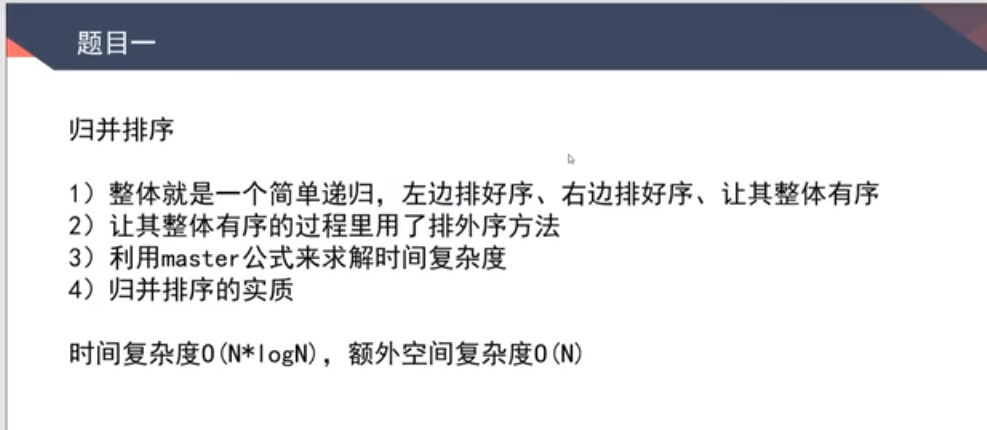 题目一
归并排序
1）整体就是一个简单递归，左边排好序、右边排好序、让其整体有序
2）让其整体有序的过程里用了排外序方法
3）利用master公式来求解时间复杂度
4）归并排序的实质
时间复杂度O(N*logN)，额外空间复杂度O(N)